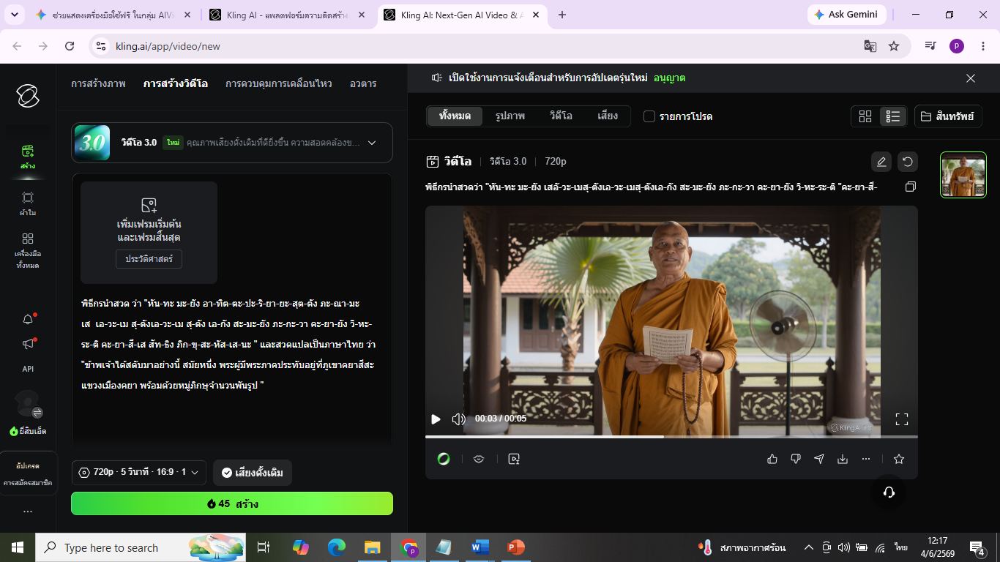 ช่วยแสดงเครื่องมือใช้ฟรี ในกลุ่ม AIVi
Kling AI - แพลตฟอร์มความคิดสร้าง
Kling AI: Next-Gen AI Video & A
Ask Gemini
kling.ai/app/video/new
p
การสร้างภาพ
การสร้างวิดีโอ
การควบคุมการเคลื่อนไหว
อวตาร
เปิดใช้งานการแจ้งเตือนสำหรับการอัปเดตรุ่นใหม่ อนุญาต
3.0
วิดีโอ 3.0 ใหม่ คุณภาพเสียงดั้งเดิมที่ดียิ่งขึ้น ความสอดคล้องข...
ทั้งหมด
รูปภาพ
วิดีโอ
เสียง
รายการโปรด
สินทรัพย์
สร้าง
ผ้าใบ
เครื่องมือ
ทั้งหมด
API
ยี่สิบเอ็ด
อัปเกรด
การสมัครสมาชิก
เพิ่มเฟรมเริ่มต้น
และเฟรมสิ้นสุด
ประวัติศาสตร์
พิธีกรนำสวด ว่า "หัน-ทะ มะ-ยัง อา-ทิต-ตะ-ปะ-ริ-ยา-ยะ-สุต-ตัง ภะ-ณา-มะ
เส เอ-วะ-เม สุ-ตังเอ-วะ-เม สุ-ตัง เอ-กัง สะ-มะ-ยัง ภะ-กะ-วา คะ-ยา-ยัง วิ-หะ-
ระ-ติ คะ-ยา-สี-เส สัท-ธิง ภิก-ขุ-สะ-หัส-เส-นะ " และสวดแปลเป็นภาษาไทย ว่า
"ข้าพเจ้าได้สดับมาอย่างนี้ สมัยหนึ่ง พระผู้มีพระภาคประทับอยู่ที่ภูเขาคยาสีสะ
แขวงเมืองคยา พร้อมด้วยหมู่ภิกษุจำนวนพันรูป "
720p · 5 วินาที · 16:9 · 1
เสียงดั้งเดิม
45 สร้าง
วิดีโอ
วิดีโอ 3.0
720p
พิธีกรนำสวดว่า "หัน-ทะ มะ-ยัง เสอ้-วะ-เมสุ-ตังเอ-วะ-เมสุ-ตังเอ-กัง สะ-มะ-ยัง ภะ-กะ-วา คะ-ยา-ยัง วิ-หะ-ระ-ติ "คะ-ยา-สี-
00:03 / 00:05
KlingAI
Type here to search
สภาพอากาศร้อน
ไทย
12:17
4/6/2569
4